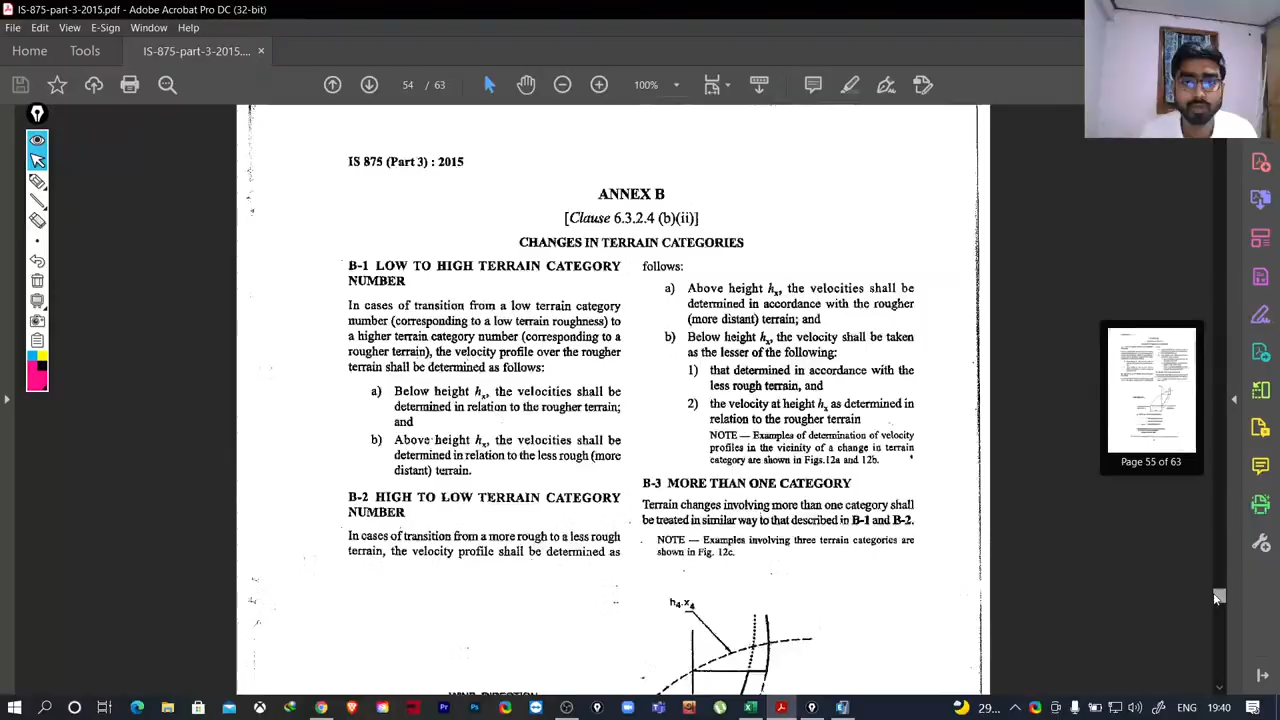 IS-875-part-3-2015.pdf - Adobe Acrobat Pro DC (32-bit)
File Edit View E-Sign Window Help
Home Tools IS-875-part-3-2015.... ×
54 / 63 100%
IS 875 (Part 3) : 2015
ANNEX B
[Clause 6.3.2.4 (b)(ii)]
CHANGES IN TERRAIN CATEGORIES
B-1 LOW TO HIGH TERRAIN CATEGORY
NUMBER
In cases of transition from a low terrain category
number (corresponding to a low terrain roughness) to
a higher terrain category number (corresponding to a
rougher terrain), the velocity profile over the rougher
terrain shall be determined as follows:
a) Below height hx, the velocities shall be
determined in relation to the rougher terrain;
and
b) Above height hx, the velocities shall be
determined in relation to the less rough (more
distant) terrain.
B-2 HIGH TO LOW TERRAIN CATEGORY
NUMBER
In cases of transition from a more rough to a less rough
terrain, the velocity profile shall be determined as
follows:
a) Above height hx, the velocities shall be
determined in accordance with the rougher
(more distant) terrain; and
b) Below height hx, the velocity shall be taken
as the lesser of the following:
1) that determined in accordance with the
less rough terrain, and
2) the velocity at height hx as determined in
relation to the rougher terrain
NOTE — Examples of determination of velocity
profiles in the vicinity of a change in terrain
category are shown in Figs.12a and 12b.
B-3 MORE THAN ONE CATEGORY
Terrain changes involving more than one category shall
be treated in similar way to that described in B-1 and B-2.
NOTE — Examples involving three terrain categories are
shown in Fig. 12c.
h4.x4
WIND DIRECTION
Page 55 of 63
29...
ENG 19:40